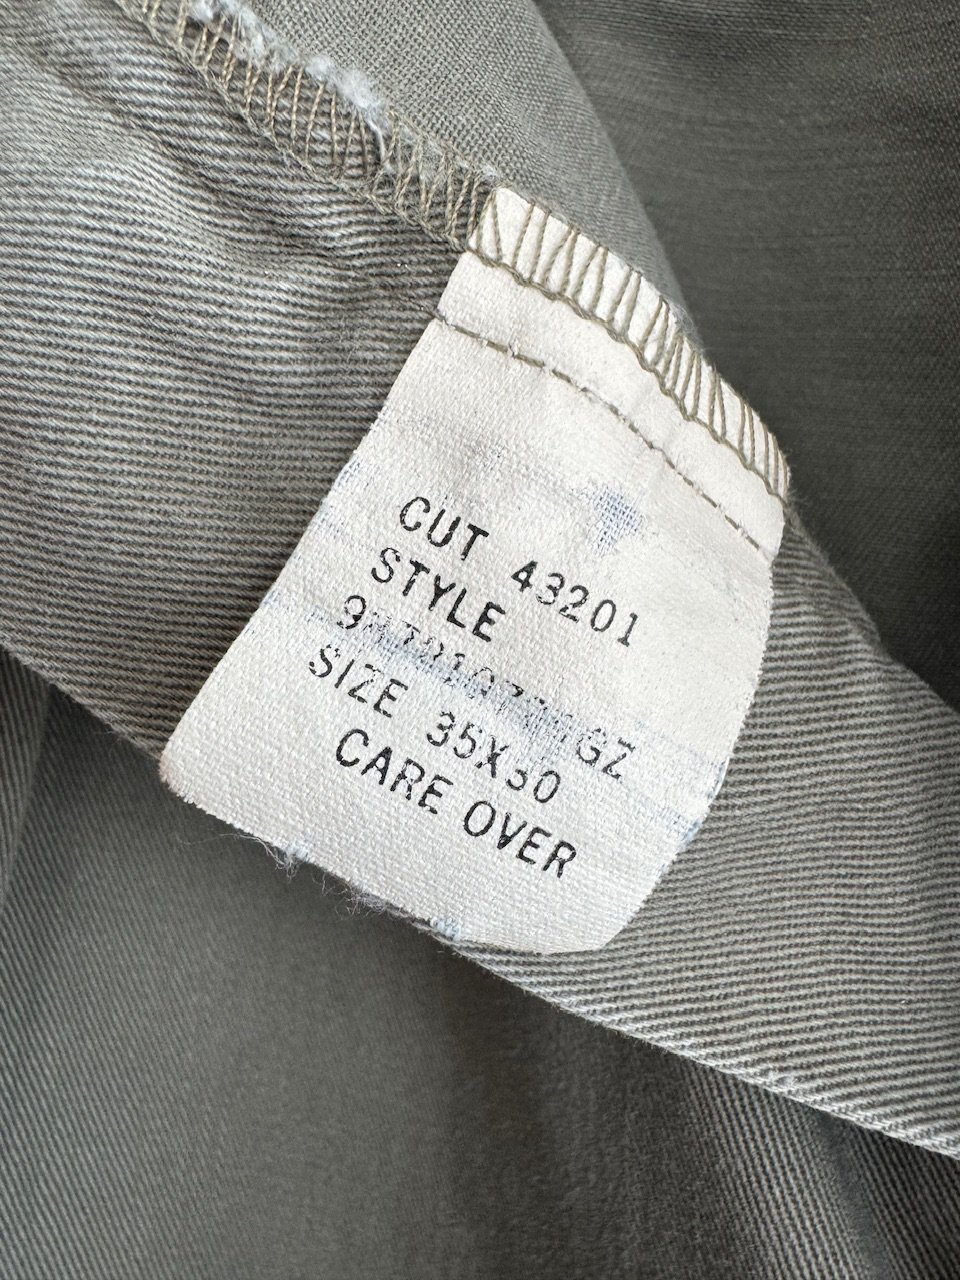 CUT 43201
STYLE
SIZE 35X30
CARE OVER